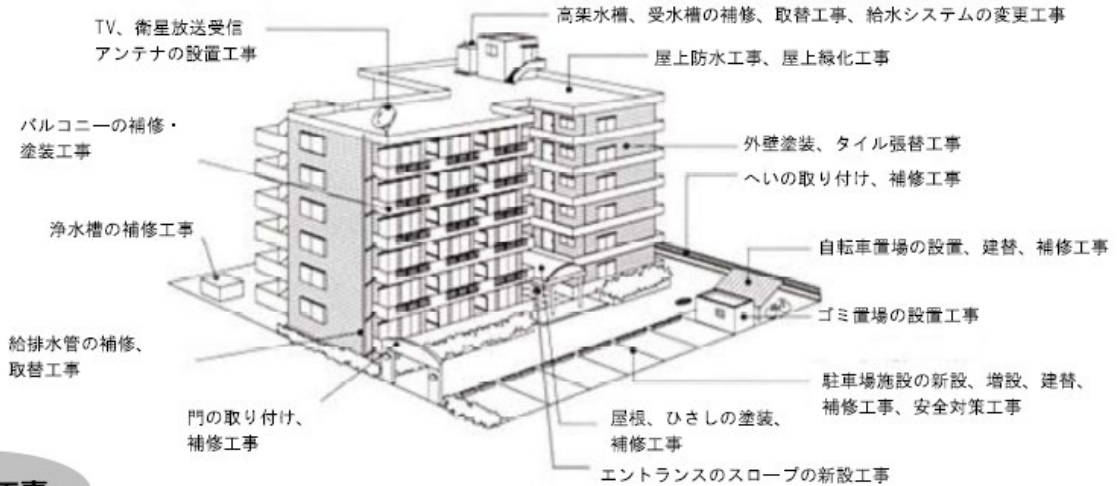 TV、衛星放送受信
アンテナの設置工事
高架水槽、受水槽の補修、取替工事、給水システムの変更工事
屋上防水工事、屋上緑化工事
バルコニーの補修・
塗装工事
外壁塗装、タイル張替工事
へいの取り付け、補修工事
浄水槽の補修工事
自転車置場の設置、建替、補修工事
ゴミ置場の設置工事
給排水管の補修、
取替工事
駐車場施設の新設、増設、建替、
補修工事、安全対策工事
門の取り付け、
補修工事
屋根、ひさしの塗装、
補修工事
エントランスのスロープの新設工事